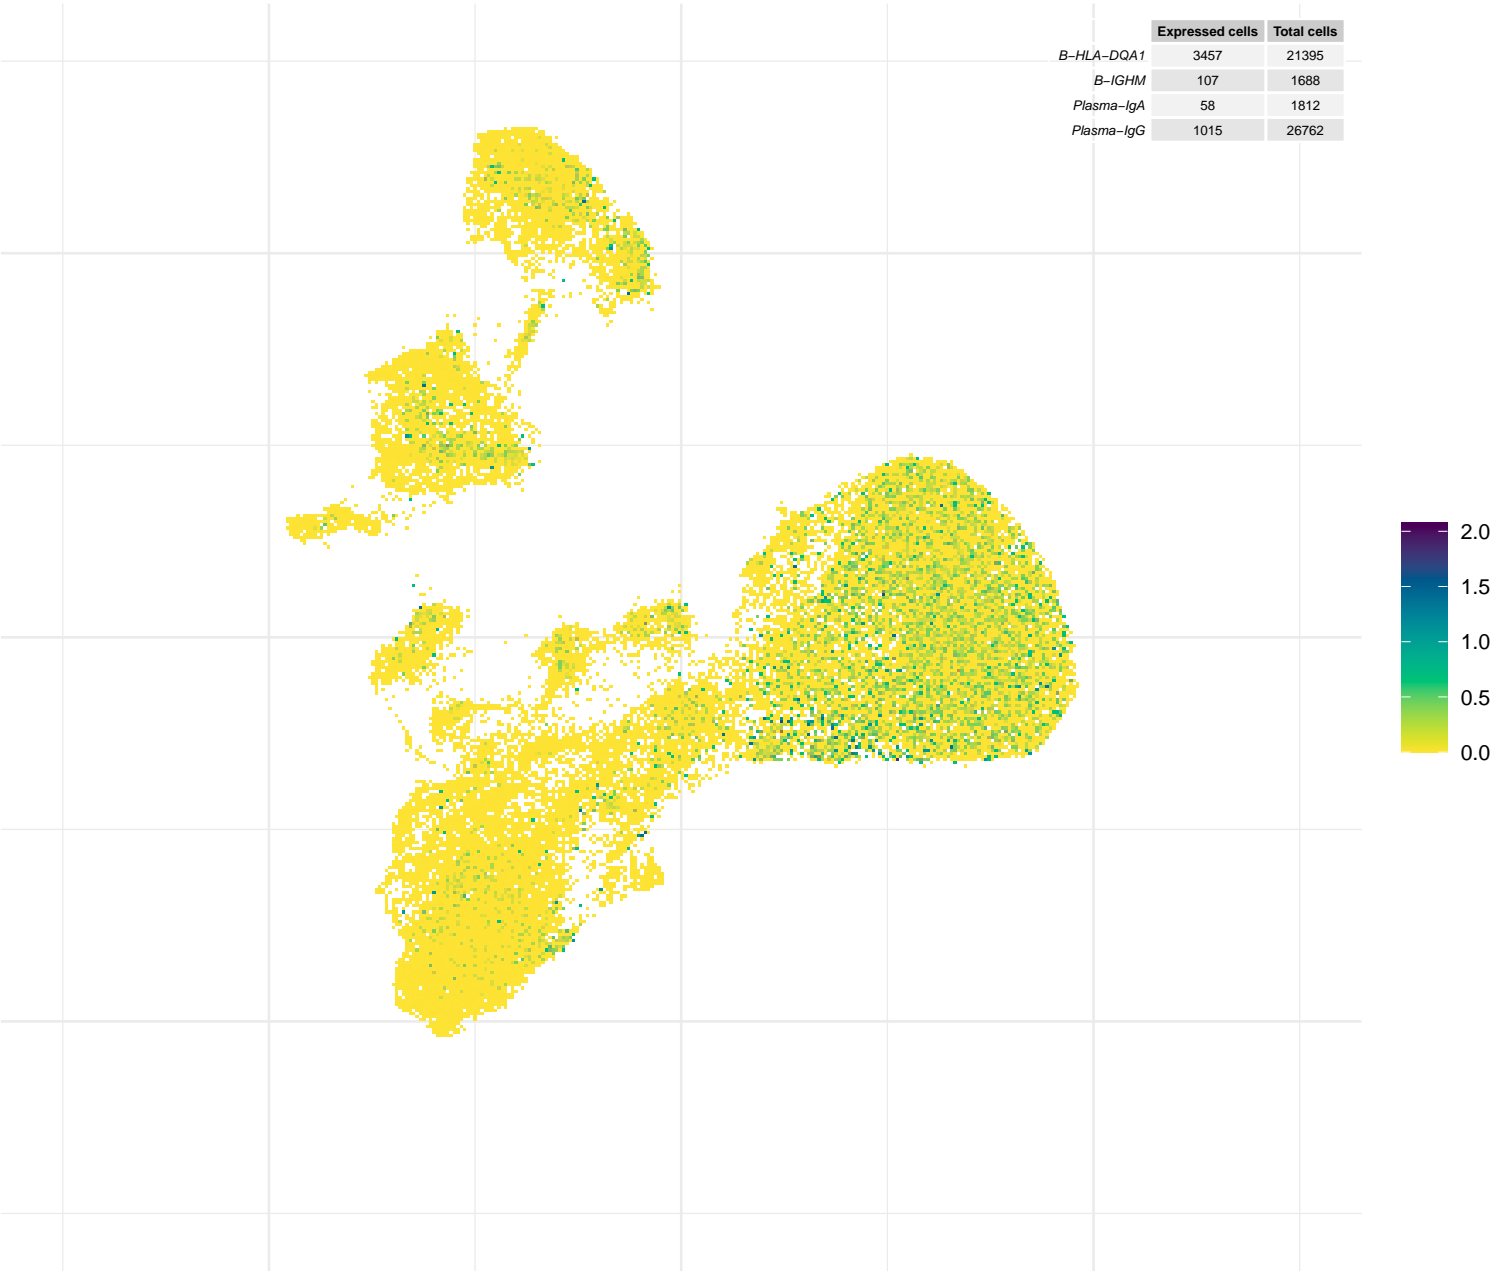 Expressed cells Total cells
B−HLA−DQA1 3457 21395
B−IGHM 107 1688
Plasma−IgA 58 1812
Plasma−IgG 1015 26762
2.0
1.5
1.0
0.5
0.0